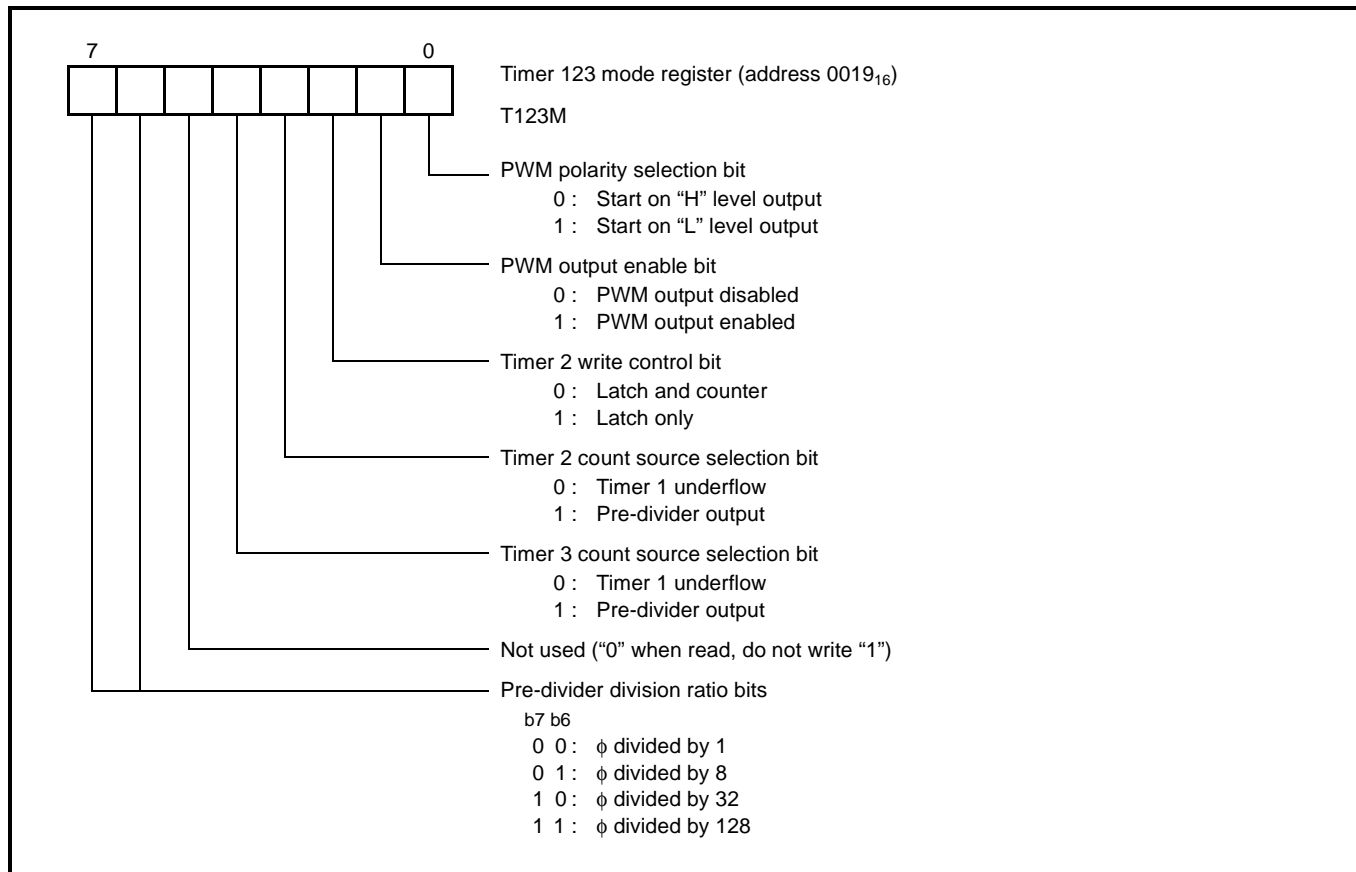 7 0
Timer 123 mode register (address 0019₁₆)
T123M
PWM polarity selection bit
0 : Start on “H” level output
1 : Start on “L” level output
PWM output enable bit
0 : PWM output disabled
1 : PWM output enabled
Timer 2 write control bit
0 : Latch and counter
1 : Latch only
Timer 2 count source selection bit
0 : Timer 1 underflow
1 : Pre-divider output
Timer 3 count source selection bit
0 : Timer 1 underflow
1 : Pre-divider output
Not used (“0” when read, do not write “1”)
Pre-divider division ratio bits
b7 b6
0 0 : ϕ divided by 1
0 1 : ϕ divided by 8
1 0 : ϕ divided by 32
1 1 : ϕ divided by 128